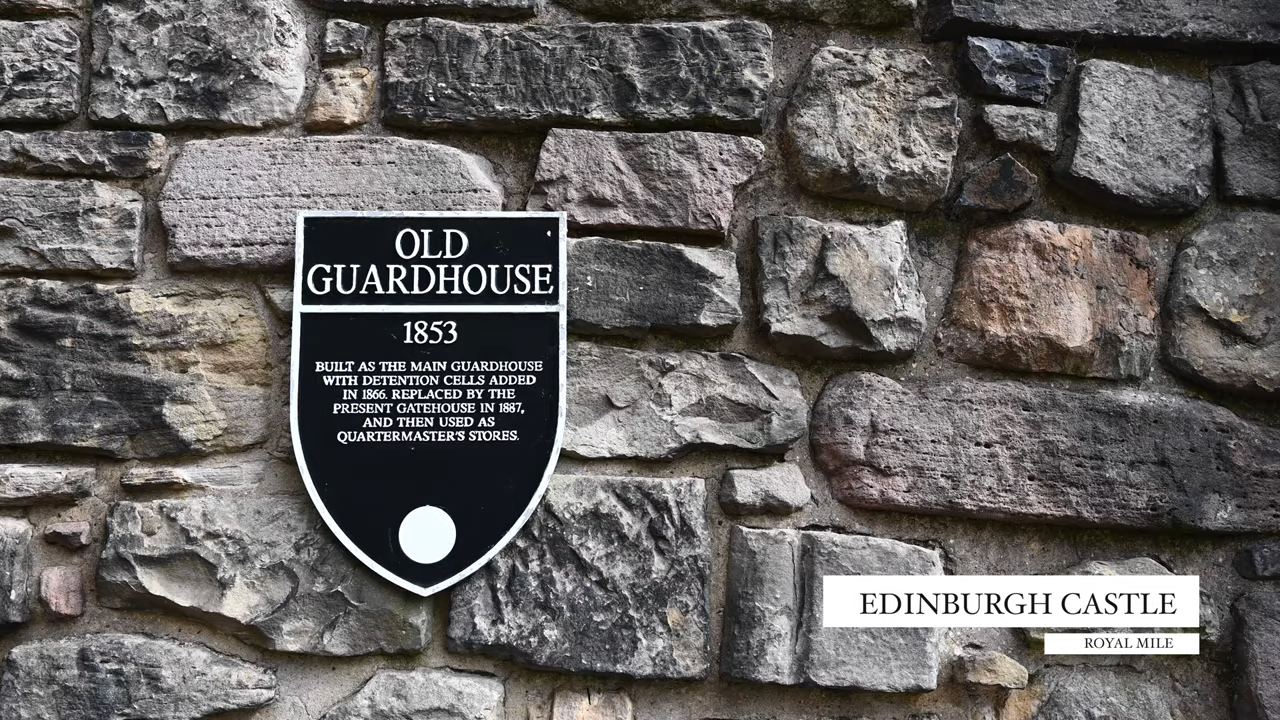 OLD
GUARDHOUSE
1853
BUILT AS THE MAIN GUARDHOUSE
WITH DETENTION CELLS ADDED
IN 1866. REPLACED BY THE
PRESENT GATEHOUSE IN 1887,
AND THEN USED AS
QUARTERMASTER'S STORES.
EDINBURGH CASTLE
ROYAL MILE